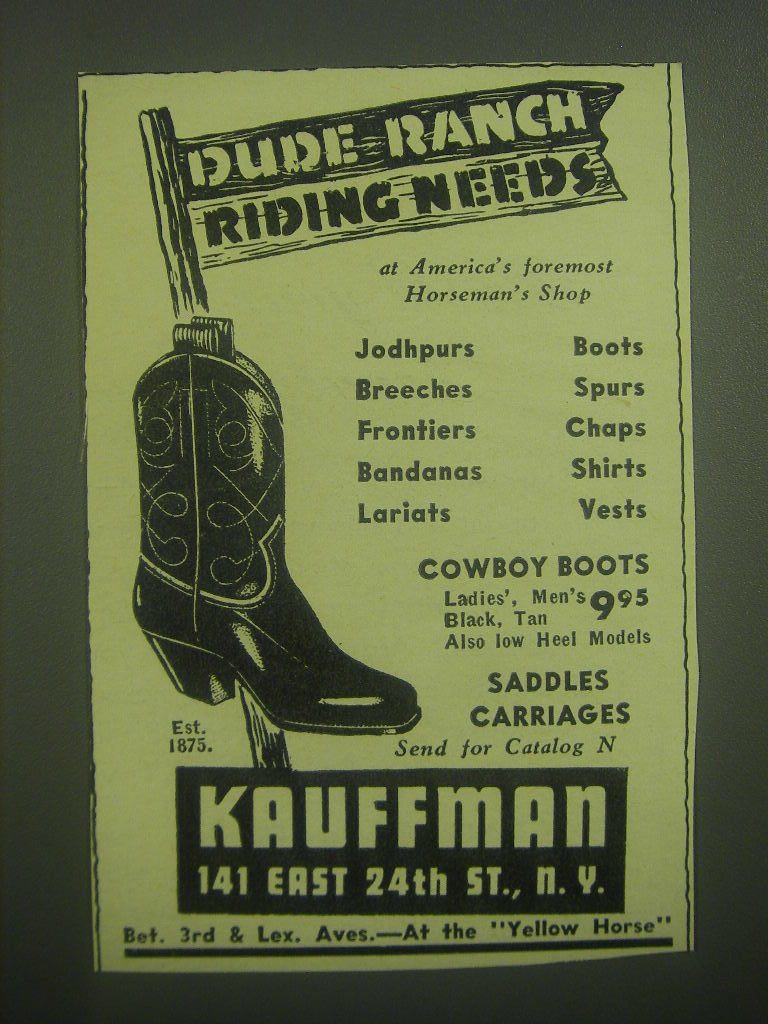 DUDE RANCH
RIDING NEEDS
at America's foremost
Horseman's Shop
Jodhpurs Boots
Breeches Spurs
Frontiers Chaps
Bandanas Shirts
Lariats Vests
COWBOY BOOTS
Ladies', Men's 9 95
Black, Tan
Also low Heel Models
SADDLES
CARRIAGES
Est.
1875.
Send for Catalog N
KAUFFMAN
141 EAST 24th ST., N. Y.
Bet. 3rd & Lex. Aves.—At the "Yellow Horse"